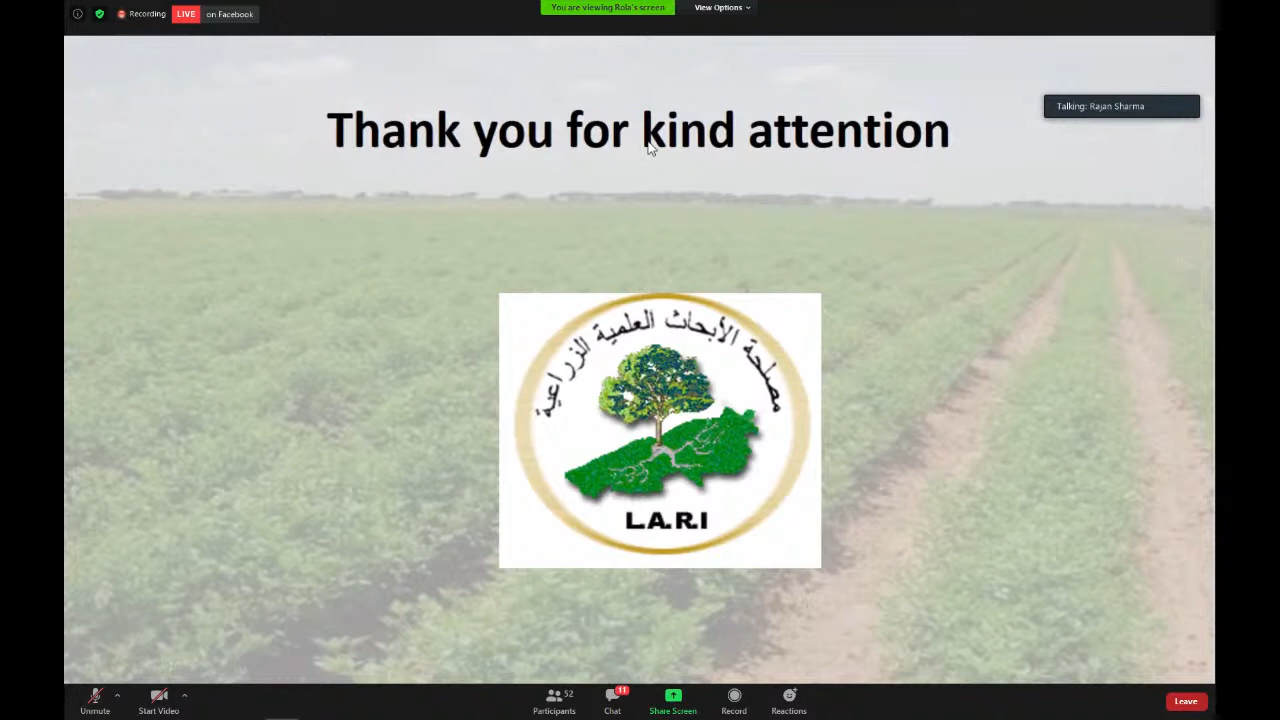 Recording
LIVE
on Facebook
You are viewing Rola's screen
View Options
Talking: Rajan Sharma
Thank you for kind attention
مصلحة الأبحاث العلمية الزراعية
L.A.R.I
Unmute
Start Video
52
Participants
11
Chat
Share Screen
Record
Reactions
Leave